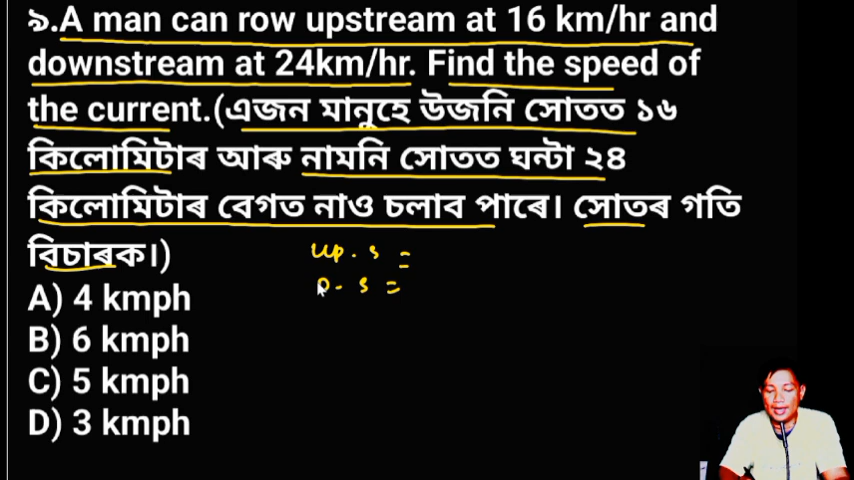 ৯.A man can row upstream at 16 km/hr and
downstream at 24km/hr. Find the speed of
the current.(এজন মানুহে উজনি সোতত ১৬
কিলোমিটাৰ আৰু নামনি সোতত ঘন্টা ২৪
কিলোমিটাৰ বেগত নাও চলাব পাৰে। সোতৰ গতি
বিচাৰক।)
up. s =
D. s =
A) 4 kmph
B) 6 kmph
C) 5 kmph
D) 3 kmph